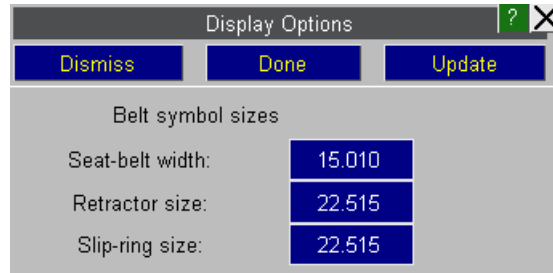 Display Options ? X
Dismiss Done Update
Belt symbol sizes
Seat-belt width: 15.010
Retractor size: 22.515
Slip-ring size: 22.515